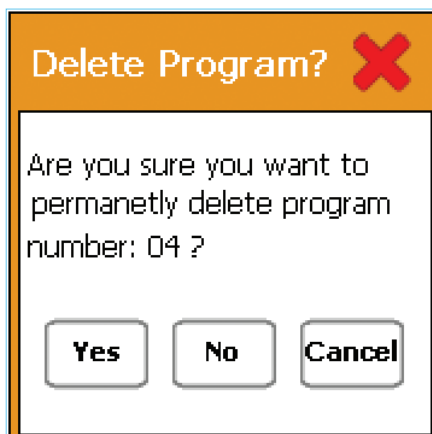 Delete Program?
Are you sure you want to
permanetly delete program
number: 04 ?
Yes No Cancel